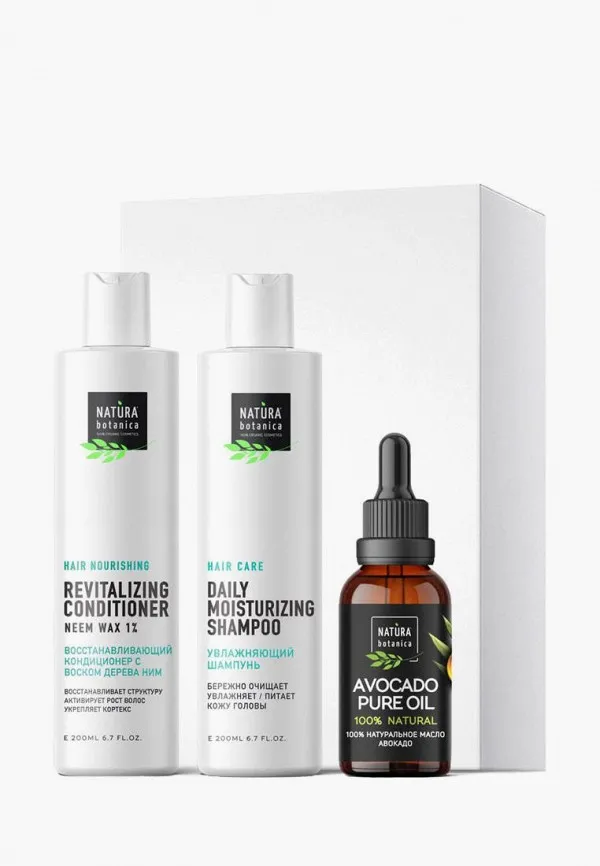 NATURA
botanica
HAIR NOURISHING
REVITALIZING
CONDITIONER
NEEM WAX 1%
ВОССТАНАВЛИВАЮЩИЙ
КОНДИЦИОНЕР С
ВОСКОМ ДЕРЕВА НИМ
ВОССТАНАВЛИВАЕТ СТРУКТУРУ
АКТИВИРУЕТ РОСТ ВОЛОС
УКРЕПЛЯЕТ КОРТЕКС
E 200ML 6.7 FL.OZ.
NATURA
botanica
HAIR CARE
DAILY
MOISTURIZING
SHAMPOO
УВЛАЖНЯЮЩИЙ
ШАМПУНЬ
БЕРЕЖНО ОЧИЩАЕТ
УВЛАЖНЯЕТ / ПИТАЕТ
КОЖУ ГОЛОВЫ
E 200ML 6.7 FL.OZ.
NATURA
botanica
AVOCADO
PURE OIL
100% NATURAL
100% НАТУРАЛЬНОЕ МАСЛО
АВОКАДО